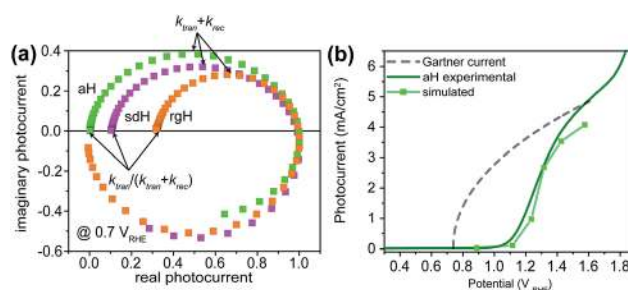 (a)
k_tran+k_rec
imaginary photocurrent
0.4
0.2
0.0
-0.2
-0.4
-0.6
aH
sdH
rgH
k_tran/(k_tran+k_rec)
@ 0.7 V_RHE
0.0 0.2 0.4 0.6 0.8 1.0
real photocurrent
(b)
Photocurrent (mA/cm²)
6
5
4
3
2
1
0
Gartner current
aH experimental
simulated
0.4 0.6 0.8 1.0 1.2 1.4 1.6 1.8
Potential (V_RHE)